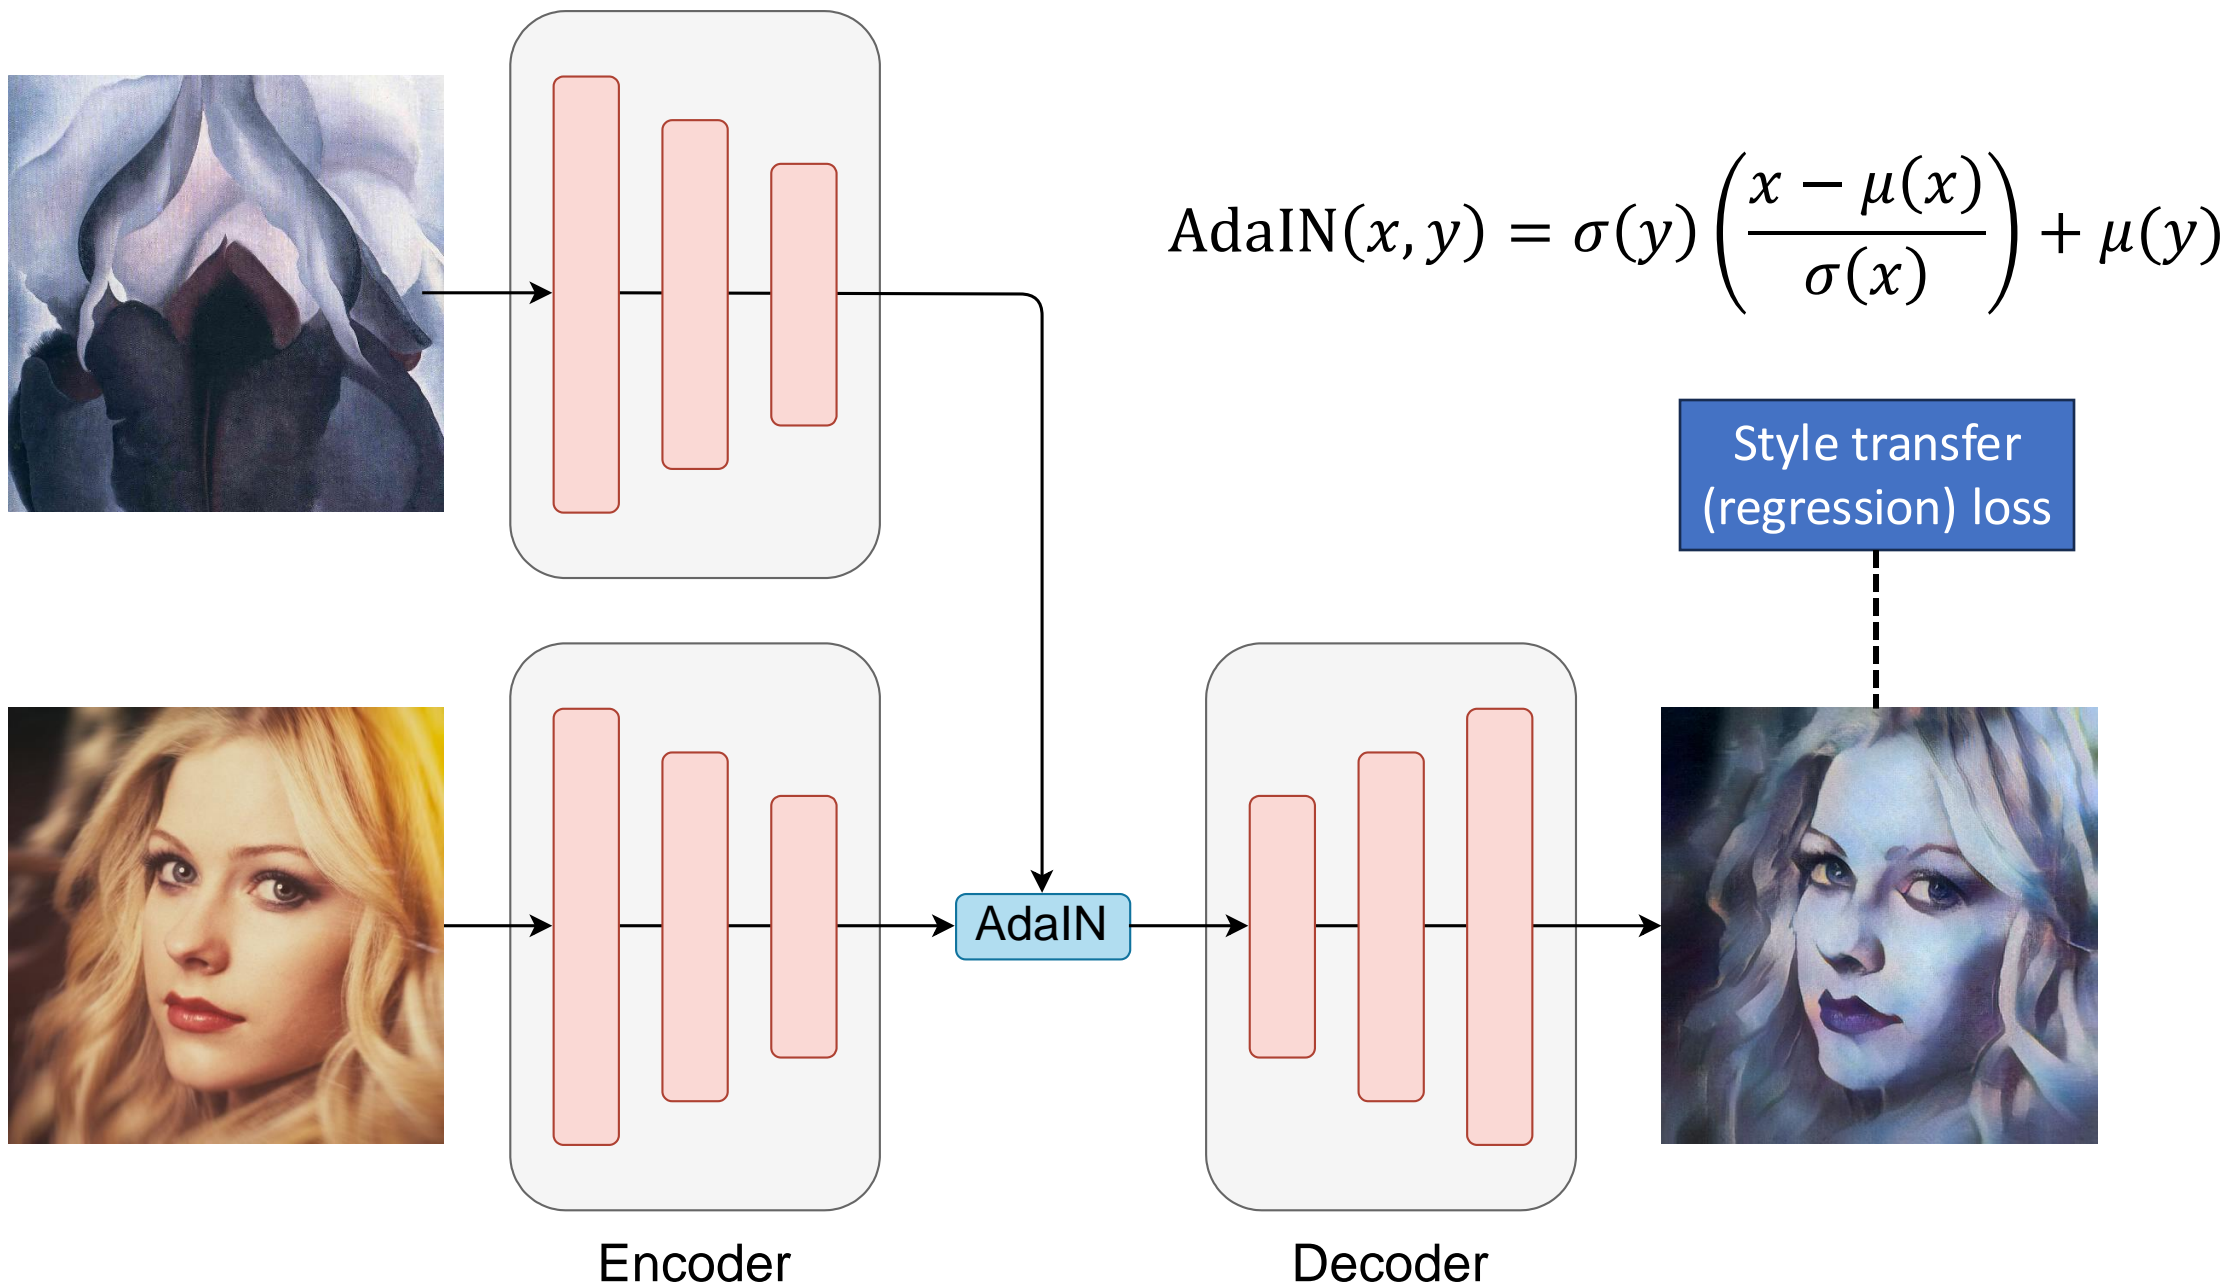 AdaIN(x, y) = σ(y) ( (x − μ(x)) / σ(x) ) + μ(y)
Style transfer
(regression) loss
AdaIN
Encoder
Decoder